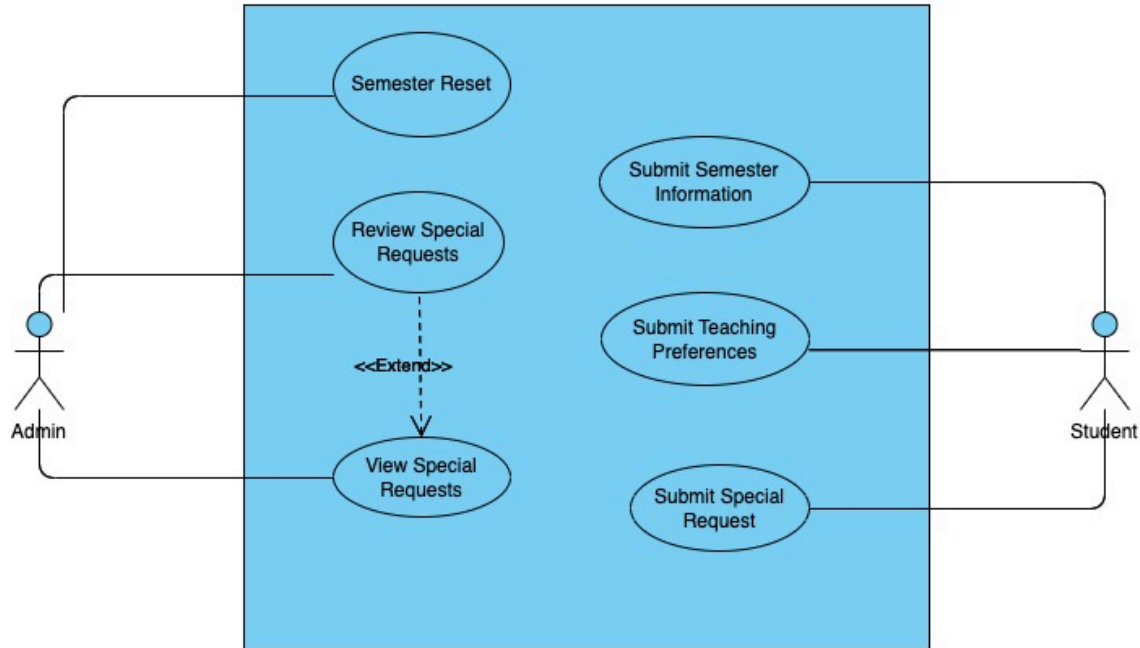 Semester Reset
Submit Semester
Information
Review Special
Requests
Submit Teaching
Preferences
<<Extend>>
Admin
Student
View Special
Requests
Submit Special
Request